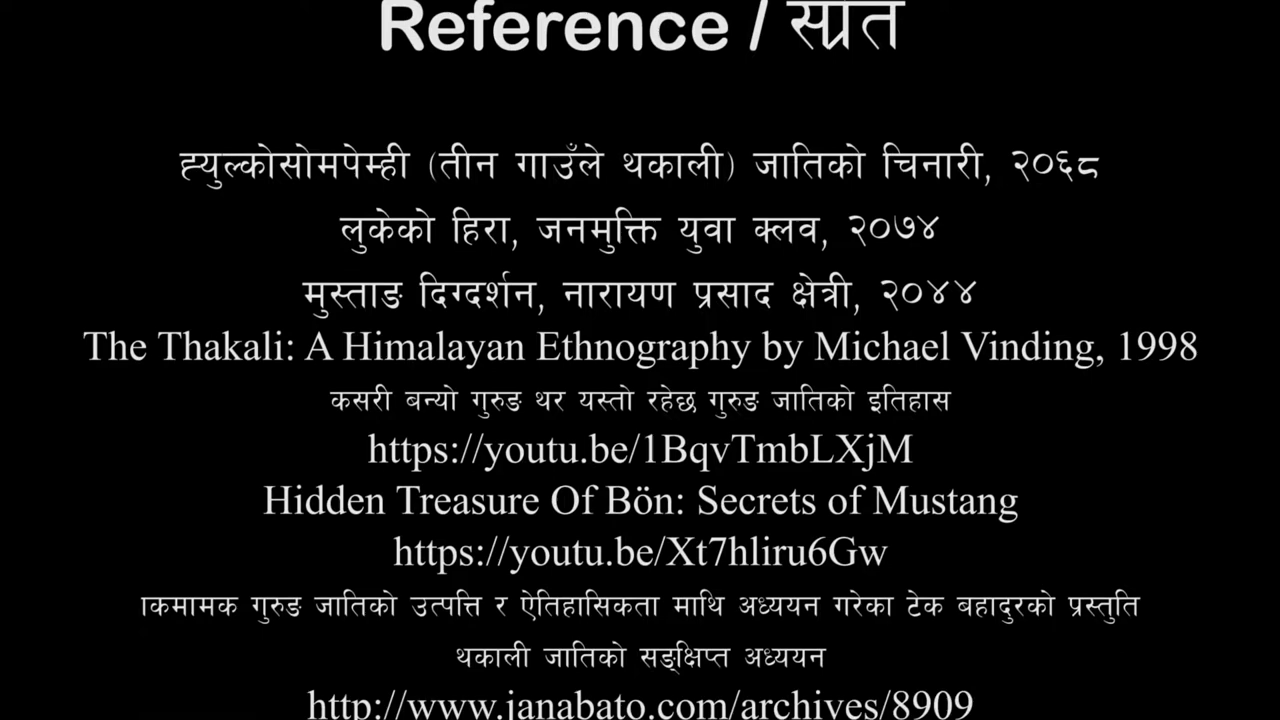 Reference / स्रोत
ह्युल्कोसोमपेम्ही (तीन गाउँले थकाली) जातिको चिनारी, २०६८
लुकेको हिरा, जनमुक्ति युवा क्लव, २०७४
मुस्ताङ दिग्दर्शन, नारायण प्रसाद क्षेत्री, २०४४
The Thakali: A Himalayan Ethnography by Michael Vinding, 1998
कसरी बन्यो गुरुङ थर यस्तो रहेछ गुरुङ जातिको इतिहास
https://youtu.be/1BqvTmbLXjM
Hidden Treasure Of Bön: Secrets of Mustang
https://youtu.be/Xt7hliru6Gw
ाकमामक गुरुङ जातिको उत्पत्ति र ऐतिहासिकता माथि अध्ययन गरेका टेक बहादुरको प्रस्तुति
थकाली जातिको सङ्क्षिप्त अध्ययन
http://www.janabato.com/archives/8909